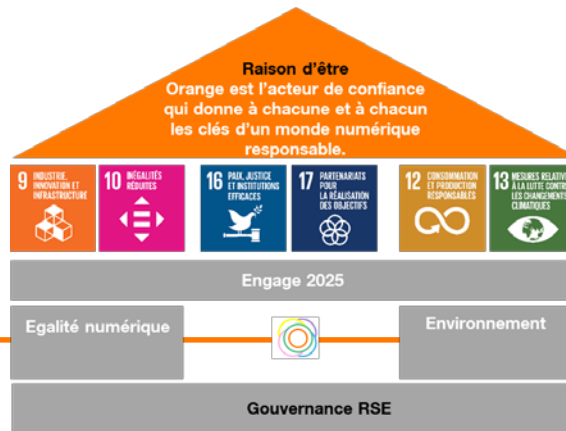 Raison d'être
Orange est l'acteur de confiance
qui donne à chacune et à chacun
les clés d'un monde numérique
responsable.
9 INDUSTRIE,
INNOVATION ET
INFRASTRUCTURE
10 INÉGALITÉS
RÉDUITES
16 PAIX, JUSTICE
ET INSTITUTIONS
EFFICACES
17 PARTENARIATS
POUR
LA RÉALISATION
DES OBJECTIFS
12 CONSOMMATION
ET PRODUCTION
RESPONSABLES
13 MESURES RELATIVES
À LA LUTTE CONTRE
LES CHANGEMENTS
CLIMATIQUES
Engage 2025
Egalité numérique
Environnement
Gouvernance RSE